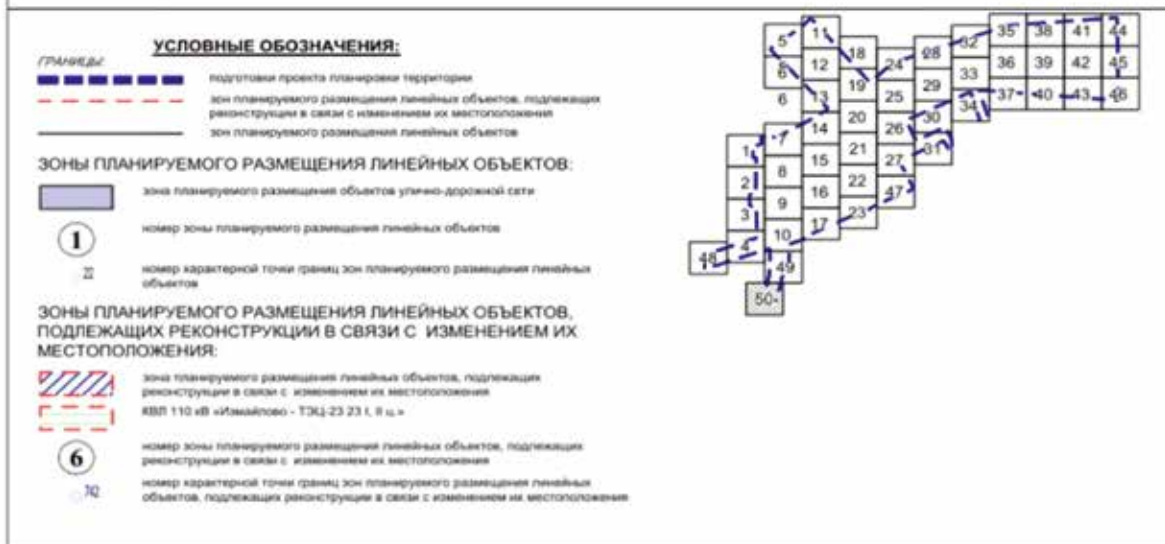 УСЛОВНЫЕ ОБОЗНАЧЕНИЯ:
ГРАНИЦЫ:
подготовки проекта планировки территории
зон планируемого размещения линейных объектов, подлежащих
реконструкции в связи с изменением их местоположения
зон планируемого размещения линейных объектов
ЗОНЫ ПЛАНИРУЕМОГО РАЗМЕЩЕНИЯ ЛИНЕЙНЫХ ОБЪЕКТОВ:
зона планируемого размещения объектов улично-дорожной сети
1
номер зоны планируемого размещения линейных объектов
22
номер характерной точки границ зон планируемого размещения линейных
объектов
ЗОНЫ ПЛАНИРУЕМОГО РАЗМЕЩЕНИЯ ЛИНЕЙНЫХ ОБЪЕКТОВ,
ПОДЛЕЖАЩИХ РЕКОНСТРУКЦИИ В СВЯЗИ С ИЗМЕНЕНИЕМ ИХ
МЕСТОПОЛОЖЕНИЯ:
зона планируемого размещения линейных объектов, подлежащих
реконструкции в связи с изменением их местоположения
КВЛ 110 кВ «Измайлово - ТЭЦ-23 23 I, II ц.»
6
номер зоны планируемого размещения линейных объектов, подлежащих
реконструкции в связи с изменением их местоположения
742
номер характерной точки границ зон планируемого размещения линейных
объектов, подлежащих реконструкции в связи с изменением их местоположения
5 11 18 24 28 32 35 38 41 44
6 12 19 25 29 33 36 39 42 45
6 13 20 26 30 34 37 40 43 46
1 7 14 21 27 31
2 8 15 22 47
3 9 16 23
48 4 10 17
49
50